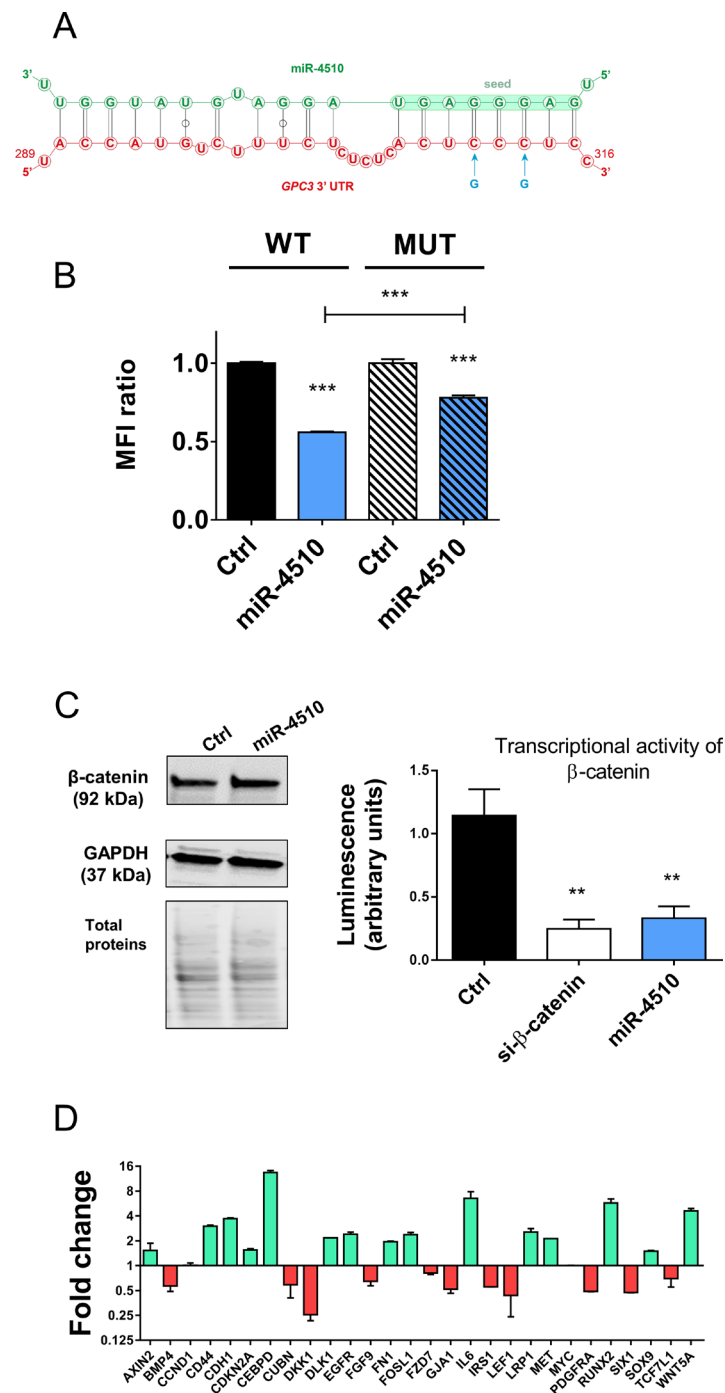 A
miR-4510
seed
3' UUGGUAUGUAGGAUGAGGGAGU 5'
289 316
5' UACCAUGUCUUUCUCUCUCACUCCCUCC 3'
G G
GPC3 3' UTR
B
WT MUT
***
*** ***
MFI ratio
1.0
0.5
0.0
Ctrl
miR-4510
Ctrl
miR-4510
C
Ctrl
miR-4510
β-catenin
(92 kDa)
GAPDH
(37 kDa)
Total
proteins
Transcriptional activity of
β-catenin
Luminescence
(arbitrary units)
1.5
1.0
0.5
0.0
** **
Ctrl
si-β-catenin
miR-4510
D
Fold change
16
8
4
2
1
0.5
0.25
0.125
AXIN2
BMP4
CCND1
CD44
CDH1
CDKN2A
CEBPD
CUBN
DKK1
DLK1
EGFR
FGF9
FN1
FOSL1
FZD7
GJA1
IL6
IRS1
LEF1
LRP1
MET
MYC
PDGFRA
RUNX2
SIX1
SOX9
TCF7L1
WNT5A